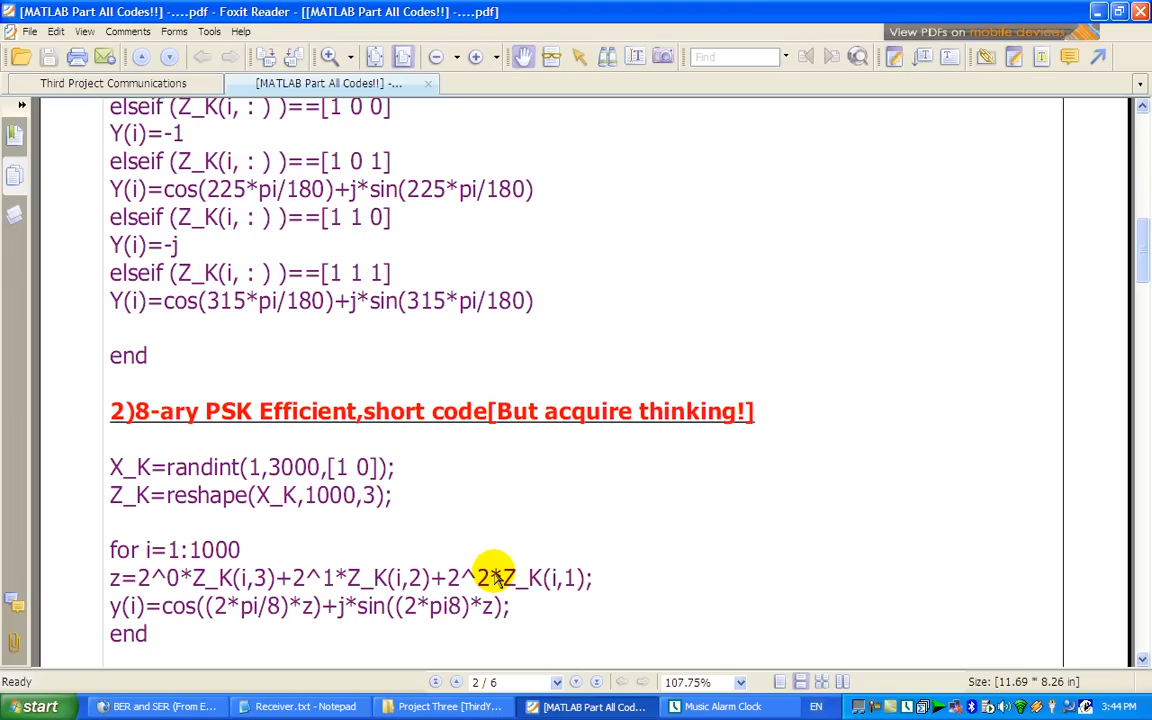 [MATLAB Part All Codes!!] -....pdf - Foxit Reader - [[MATLAB Part All Codes!!] -....pdf]
File Edit View Comments Forms Tools Help
View PDFs on mobile devices
Find
Third Project Communications
[MATLAB Part All Codes!!] -...
elseif (Z_K(i, : ) )==[1 0 0]
Y(i)=-1
elseif (Z_K(i, : ) )==[1 0 1]
Y(i)=cos(225*pi/180)+j*sin(225*pi/180)
elseif (Z_K(i, : ) )==[1 1 0]
Y(i)=-j
elseif (Z_K(i, : ) )==[1 1 1]
Y(i)=cos(315*pi/180)+j*sin(315*pi/180)
end
2)8-ary PSK Efficient,short code[But acquire thinking!]
X_K=randint(1,3000,[1 0]);
Z_K=reshape(X_K,1000,3);
for i=1:1000
z=2^0*Z_K(i,3)+2^1*Z_K(i,2)+2^2*Z_K(i,1);
y(i)=cos((2*pi/8)*z)+j*sin((2*pi8)*z);
end
Ready
2 / 6
107.75%
Size: [11.69 * 8.26 in]
start
BER and SER (From E...
Receiver.txt - Notepad
Project Three [ThirdY...
[MATLAB Part All Cod...
Music Alarm Clock
EN
3:44 PM